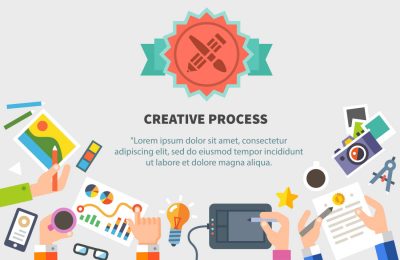 CREATIVE PROCESS
"Lorem ipsum dolor sit amet, consectetur
adipiscing elit, sed do eiusmod tempor
incididunt ut labore et dolore magna
aliqua.